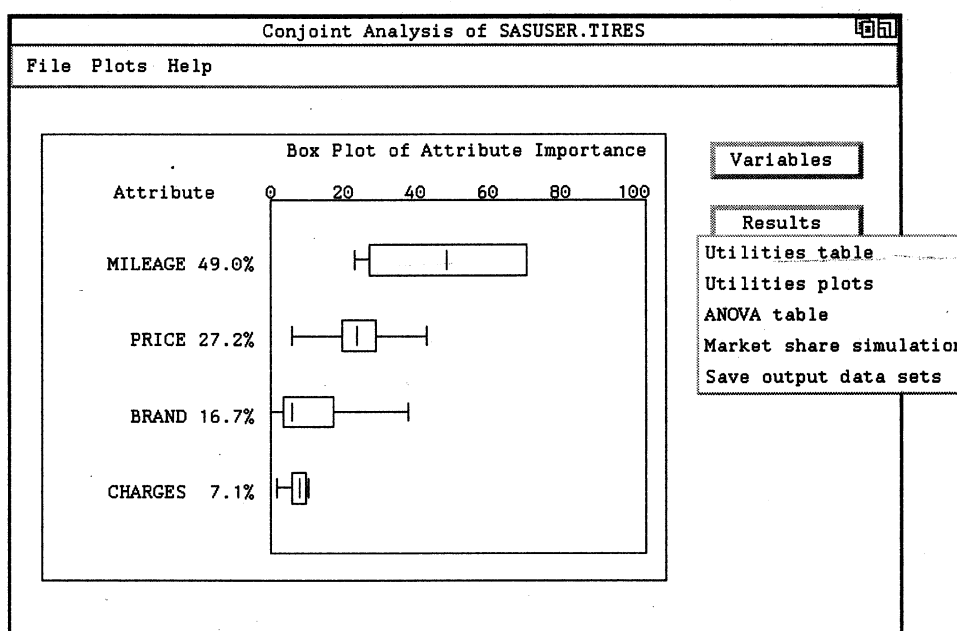 Conjoint Analysis of SASUSER.TIRES
File Plots Help
Box Plot of Attribute Importance
Attribute 0 20 40 60 80 100
MILEAGE 49.0%
PRICE 27.2%
BRAND 16.7%
CHARGES 7.1%
Variables
Results
Utilities table
Utilities plots
ANOVA table
Market share simulation
Save output data sets